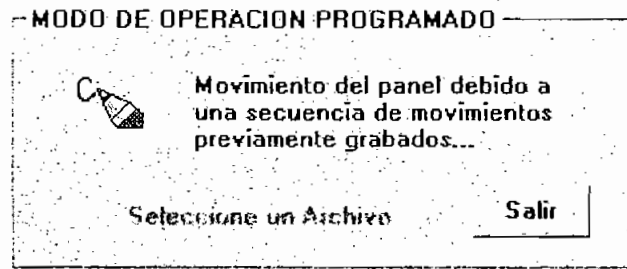 MODO DE OPERACION PROGRAMADO
Movimiento del panel debido a
una secuencia de movimientos
previamente grabados...
Seleccione un Archivo
Salir